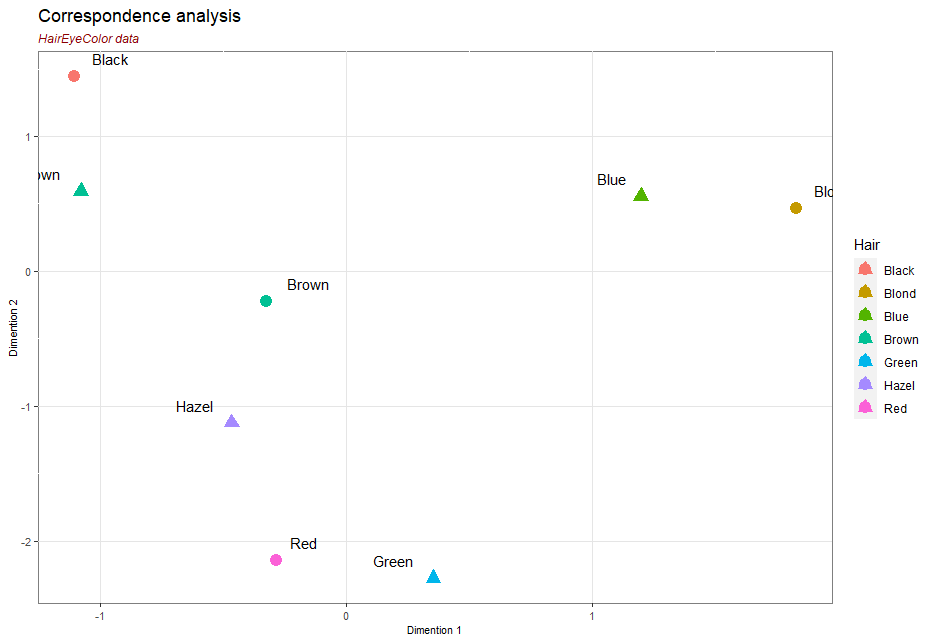 Correspondence analysis
HairEyeColor data
Black
own
Blue
Blo
Brown
Hazel
Red
Green
1
0
-1
-2
-1
0
1
Dimention 2
Dimention 1
Hair
Black
Blond
Blue
Brown
Green
Hazel
Red